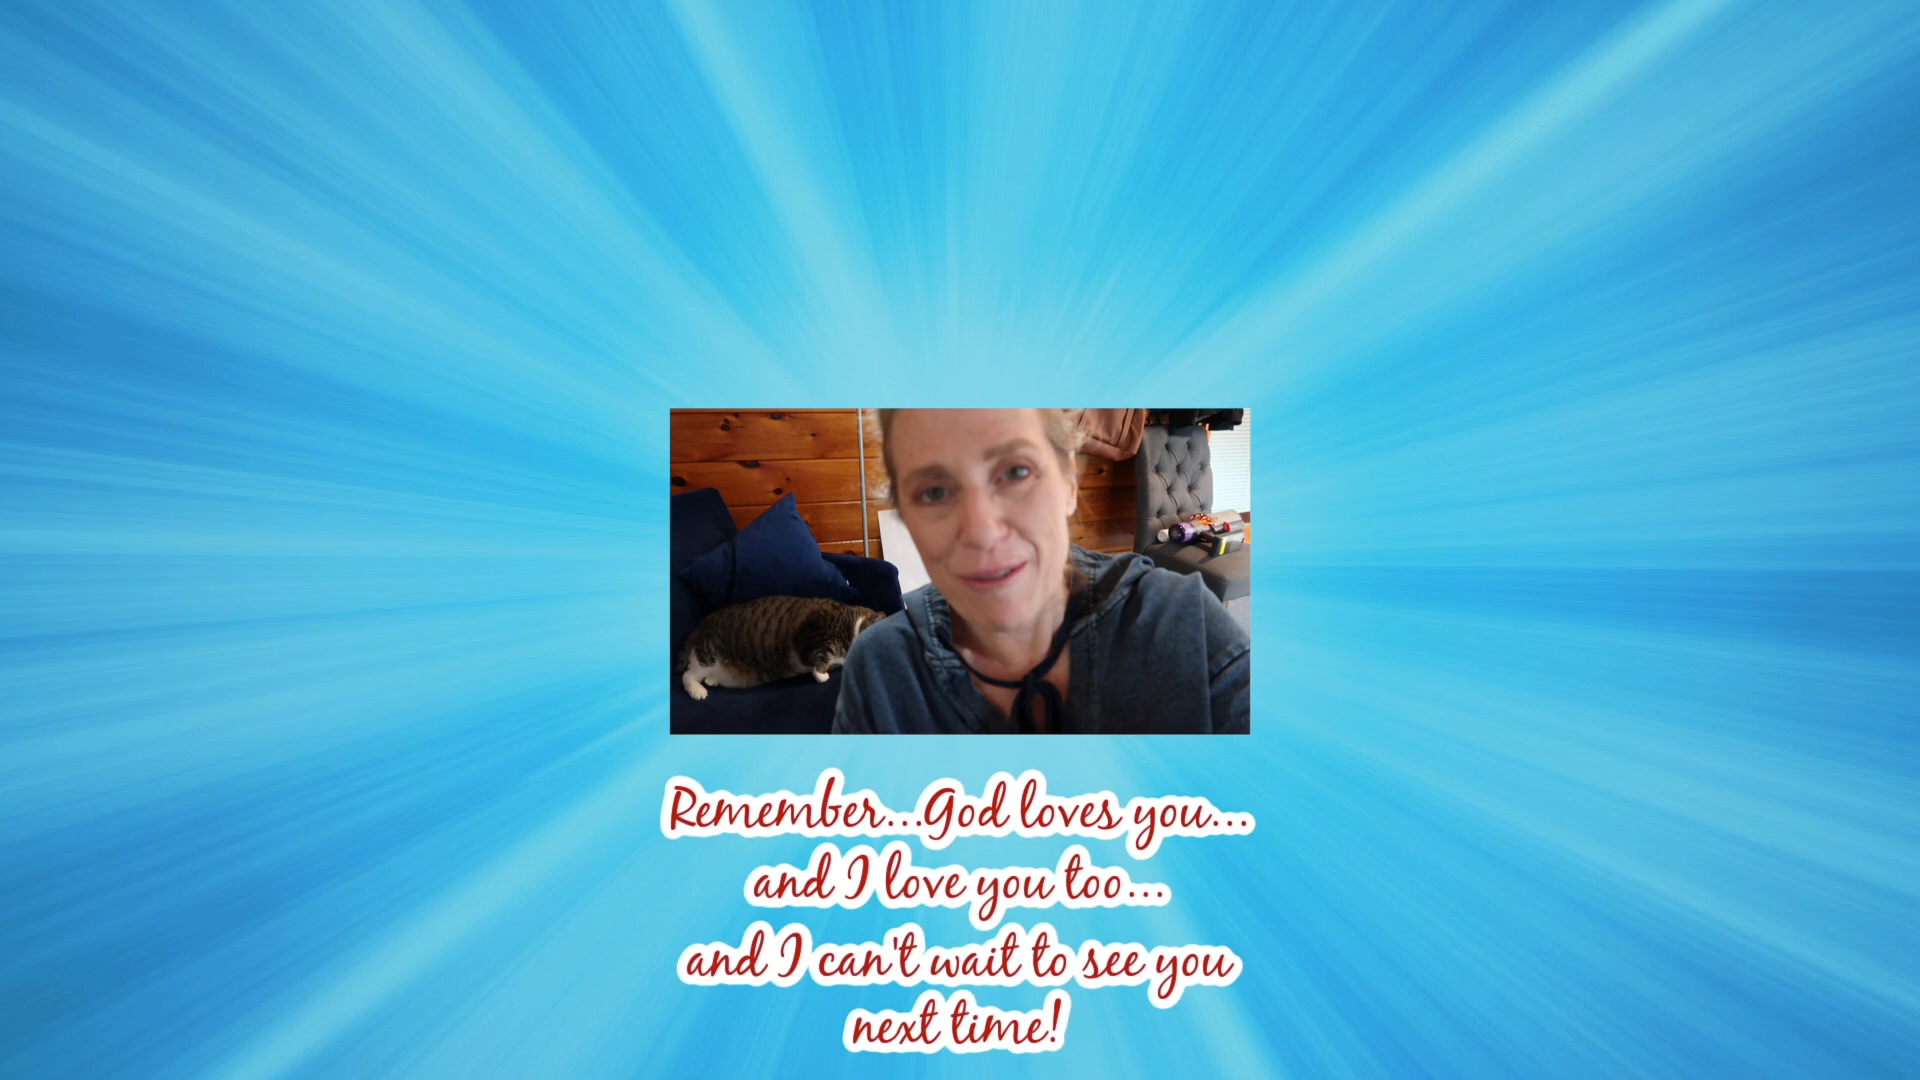 Remember...God loves you...
and I love you too...
and I can't wait to see you
next time!